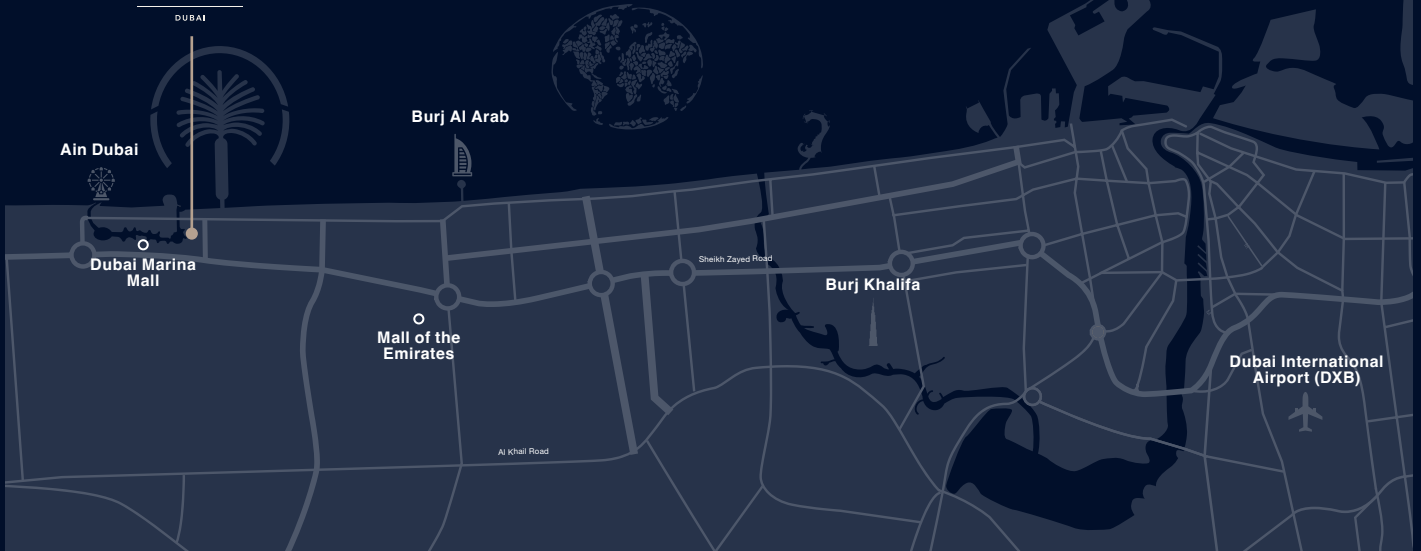 DUBAI
Burj Al Arab
Ain Dubai
Dubai Marina
Mall
Sheikh Zayed Road
Burj Khalifa
Mall of the
Emirates
Dubai International
Airport (DXB)
Al Khail Road